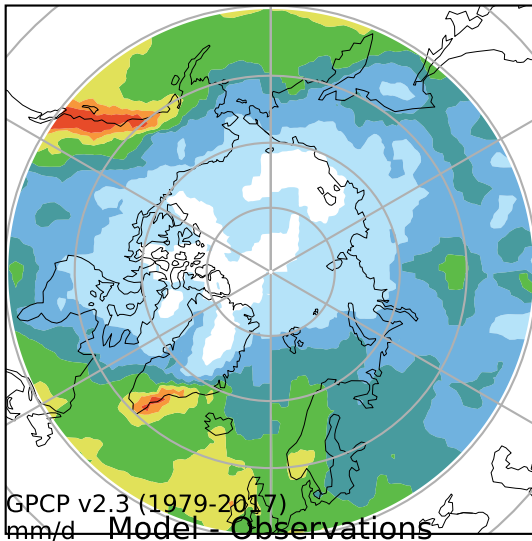 GPCP v2.3 (1979-2017)
mm/d Model - Observations